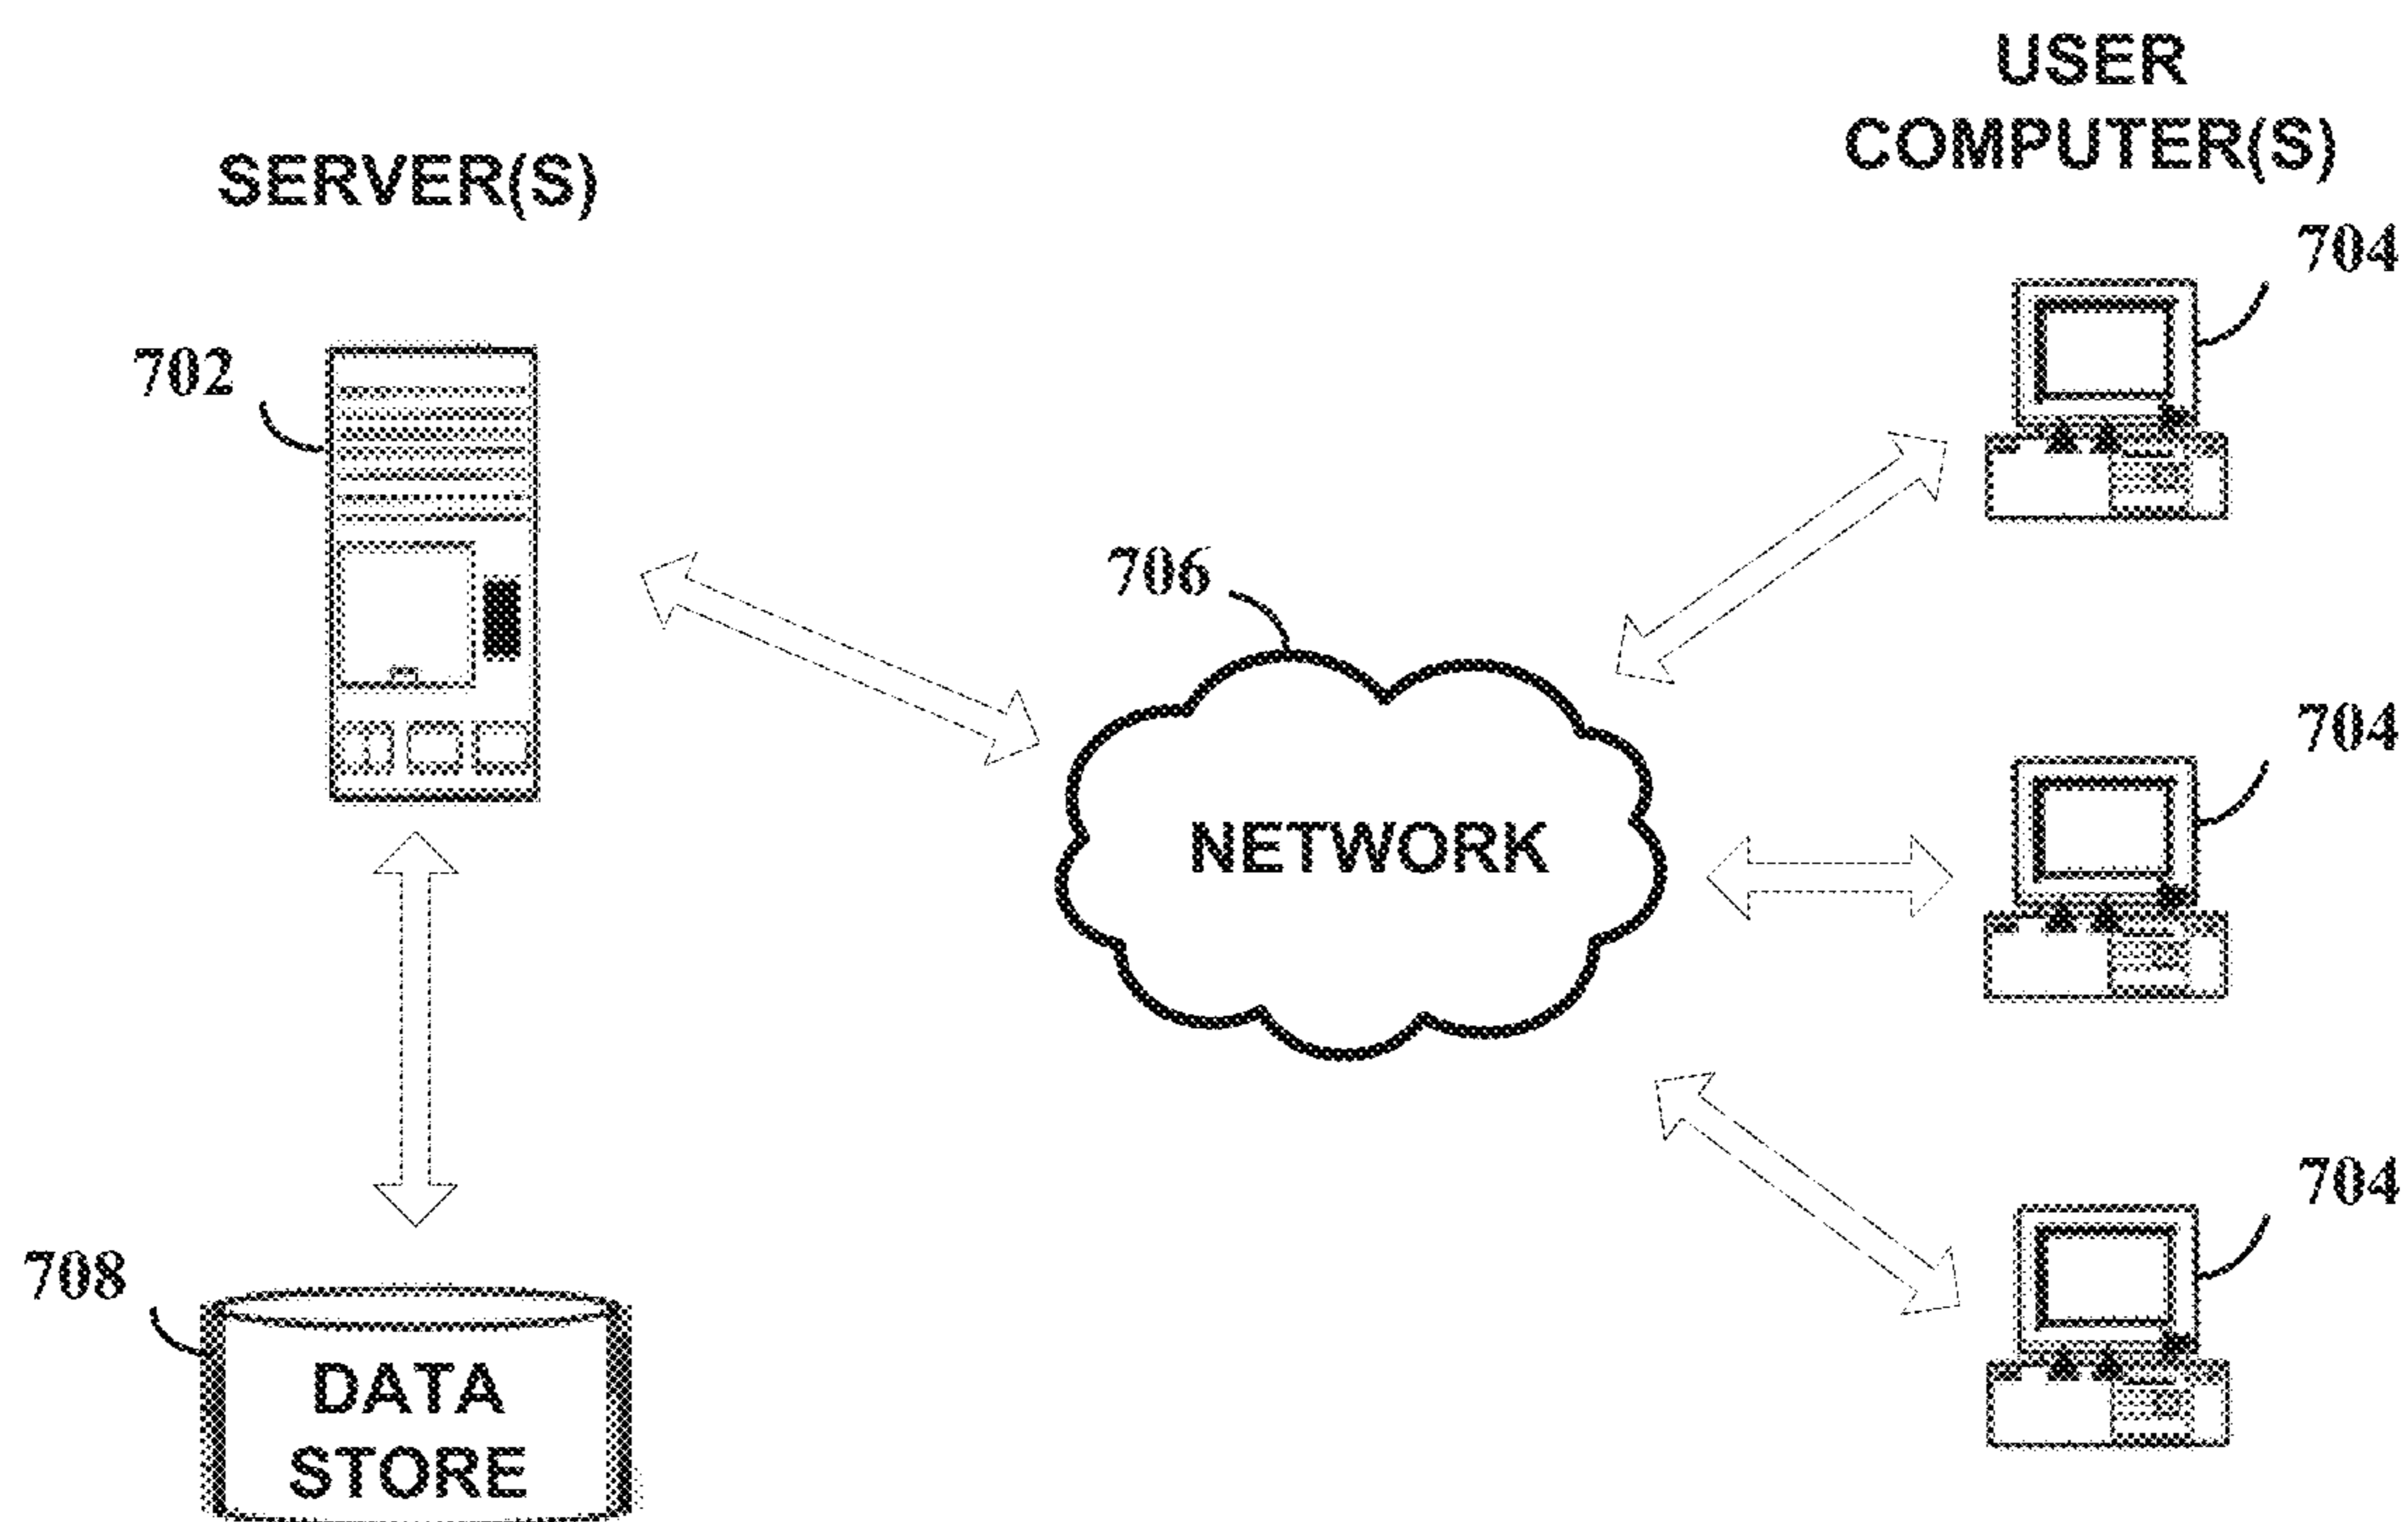 USER
COMPUTER(S)
SERVER(S)
704
702
706
704
NETWORK
704
708
DATA
STORE